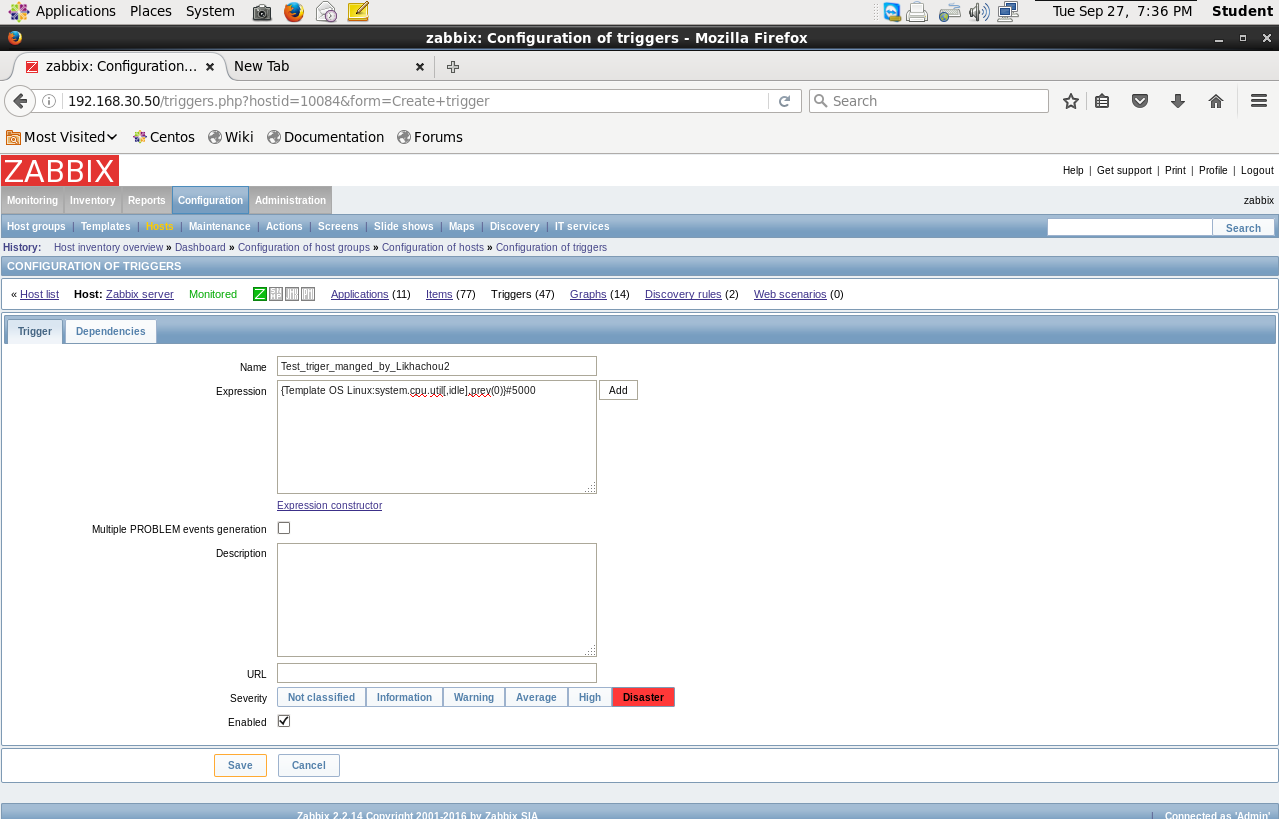 Applications Places System Tue Sep 27, 7:36 PM Student
zabbix: Configuration of triggers - Mozilla Firefox
zabbix: Configuration... New Tab
192.168.30.50/triggers.php?hostid=10084&form=Create+trigger Search
Most Visited Centos Wiki Documentation Forums
ZABBIX
Help | Get support | Print | Profile | Logout
Monitoring Inventory Reports Configuration Administration zabbix
Host groups | Templates | Hosts | Maintenance | Actions | Screens | Slide shows | Maps | Discovery | IT services Search
History: Host inventory overview » Dashboard » Configuration of host groups » Configuration of hosts » Configuration of triggers
CONFIGURATION OF TRIGGERS
« Host list Host: Zabbix server Monitored Applications (11) Items (77) Triggers (47) Graphs (14) Discovery rules (2) Web scenarios (0)
Trigger Dependencies
Name Test_triger_manged_by_Likhachou2
Expression {Template OS Linux:system.cpu.util[,idle].prev(0)}#5000 Add
Expression constructor
Multiple PROBLEM events generation
Description
URL
Severity Not classified Information Warning Average High Disaster
Enabled
Save Cancel
Zabbix 2.2.14 Copyright 2001-2016 by Zabbix SIA | Connected as 'Admin'